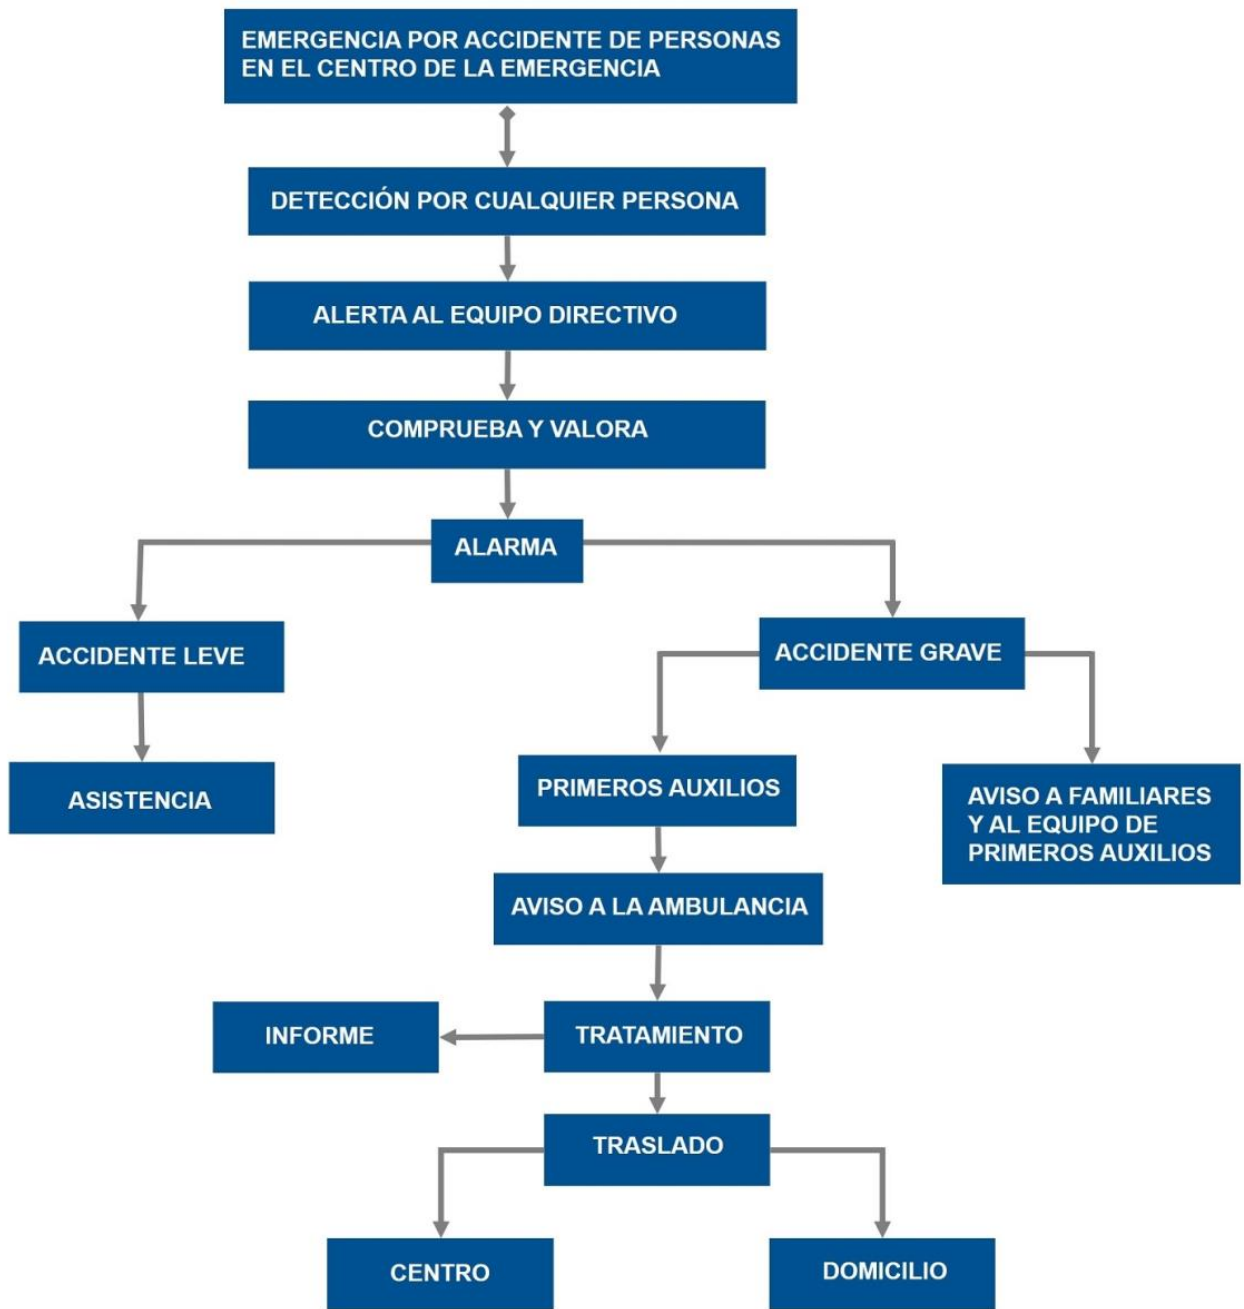 EMERGENCIA POR ACCIDENTE DE PERSONAS
EN EL CENTRO DE LA EMERGENCIA
DETECCIÓN POR CUALQUIER PERSONA
ALERTA AL EQUIPO DIRECTIVO
COMPRUEBA Y VALORA
ALARMA
ACCIDENTE LEVE
ACCIDENTE GRAVE
ASISTENCIA
PRIMEROS AUXILIOS
AVISO A FAMILIARES
Y AL EQUIPO DE
PRIMEROS AUXILIOS
AVISO A LA AMBULANCIA
INFORME
TRATAMIENTO
TRASLADO
CENTRO
DOMICILIO